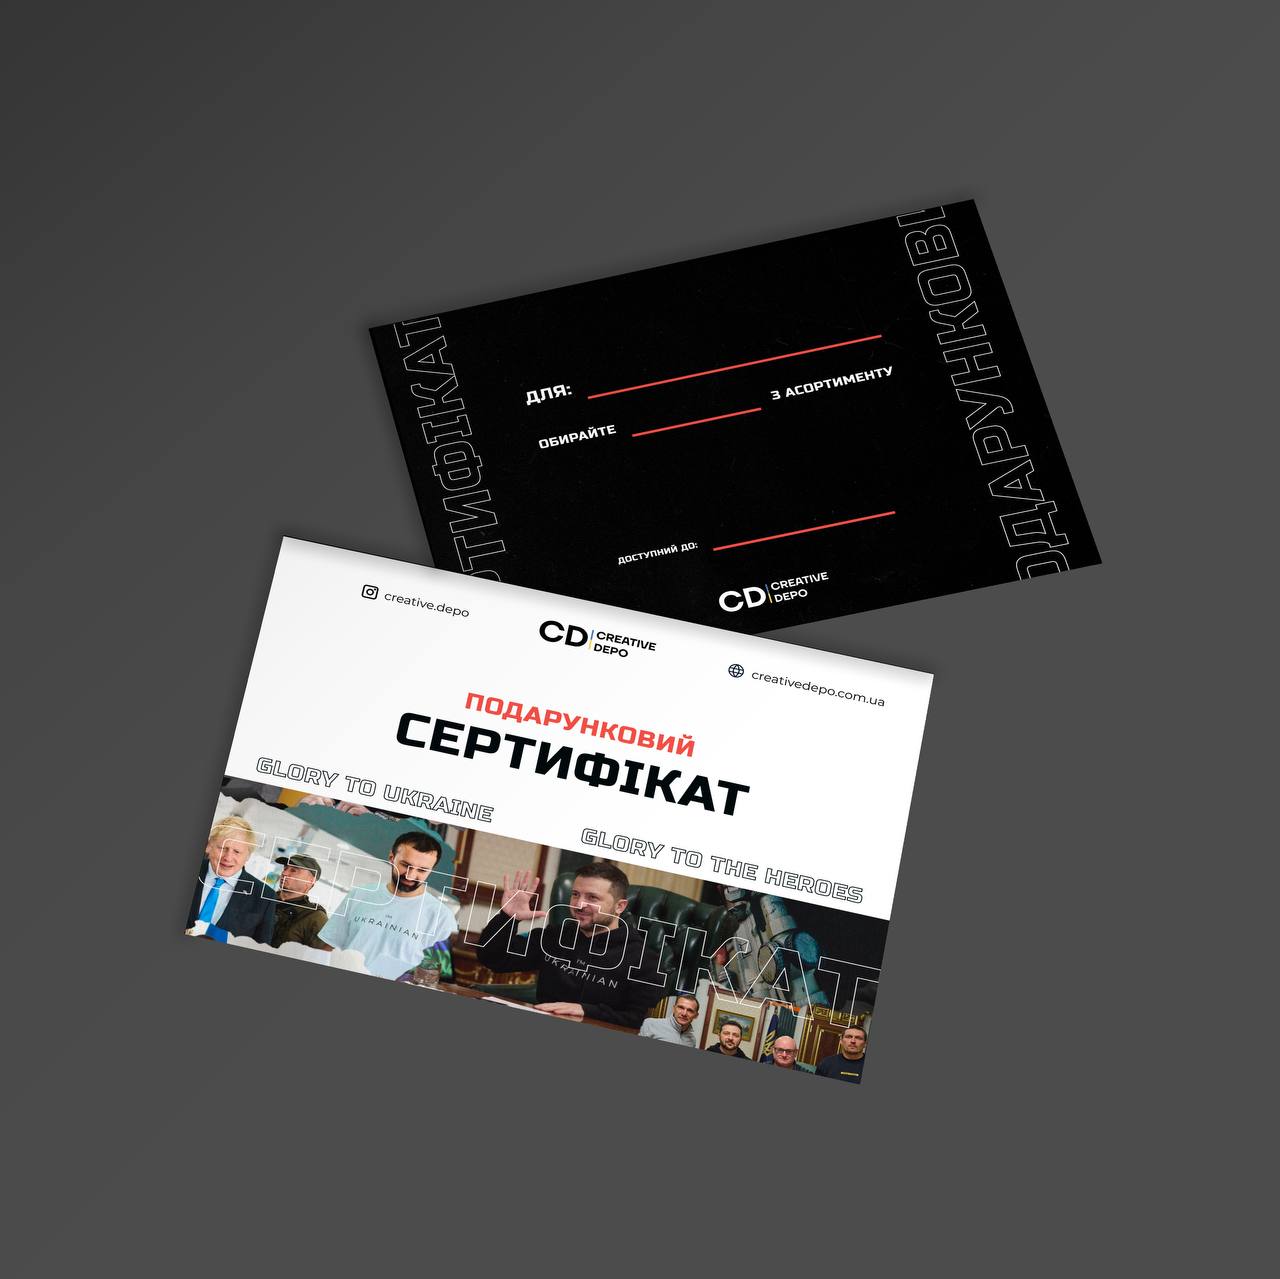 СЕРТИФІКАТ
ПОДАРУНКОВИЙ
ДЛЯ:
ОБИРАЙТЕ
З АСОРТИМЕНТУ
ДОСТУПНИЙ ДО:
CD CREATIVE
DEPO
creative.depo
CD CREATIVE
DEPO
creativedepo.com.ua
ПОДАРУНКОВИЙ
СЕРТИФІКАТ
GLORY TO UKRAINE
GLORY TO THE HEROES
СЕРТИФІКАТ
I'M
UKRAINIAN
I'M
UKRAINIAN